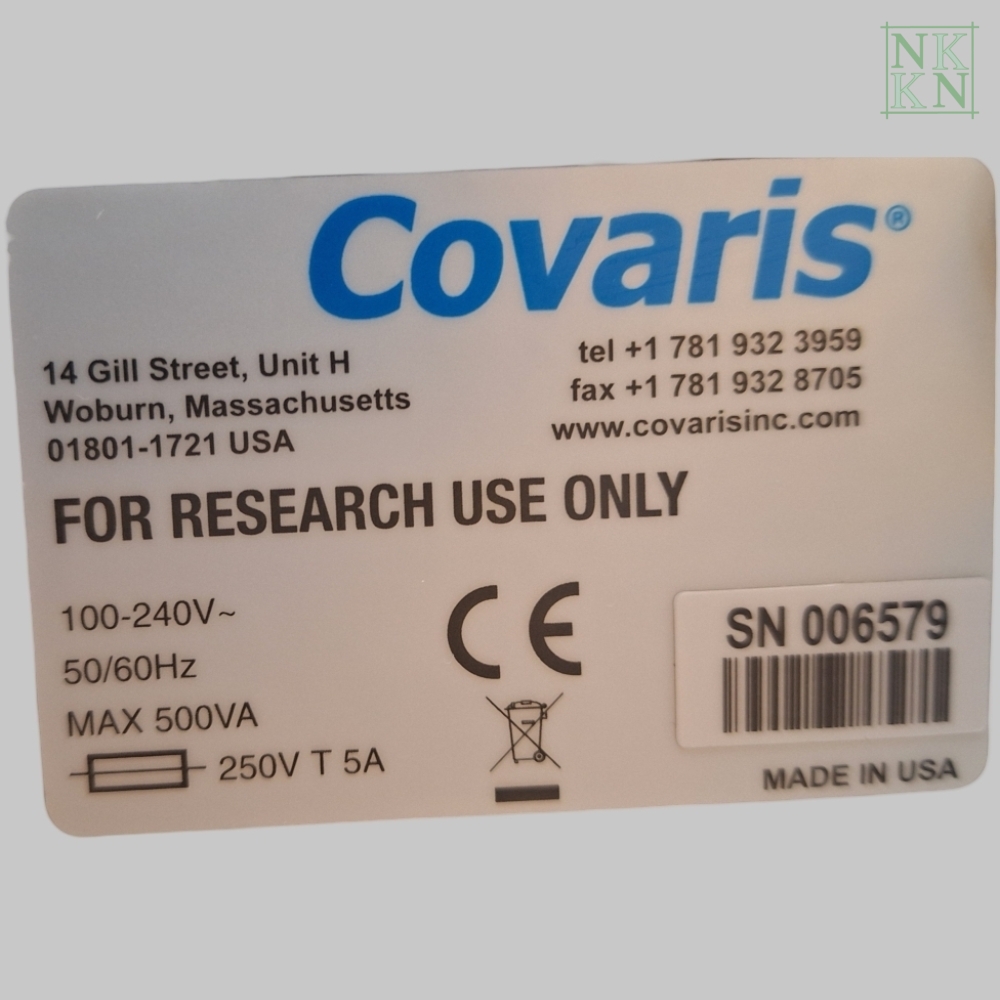 NK
KN
Covaris®
14 Gill Street, Unit H
Woburn, Massachusetts
01801-1721 USA
tel +1 781 932 3959
fax +1 781 932 8705
www.covarisinc.com
FOR RESEARCH USE ONLY
100-240V~
50/60Hz
MAX 500VA
250V T 5A
CE
SN 006579
MADE IN USA